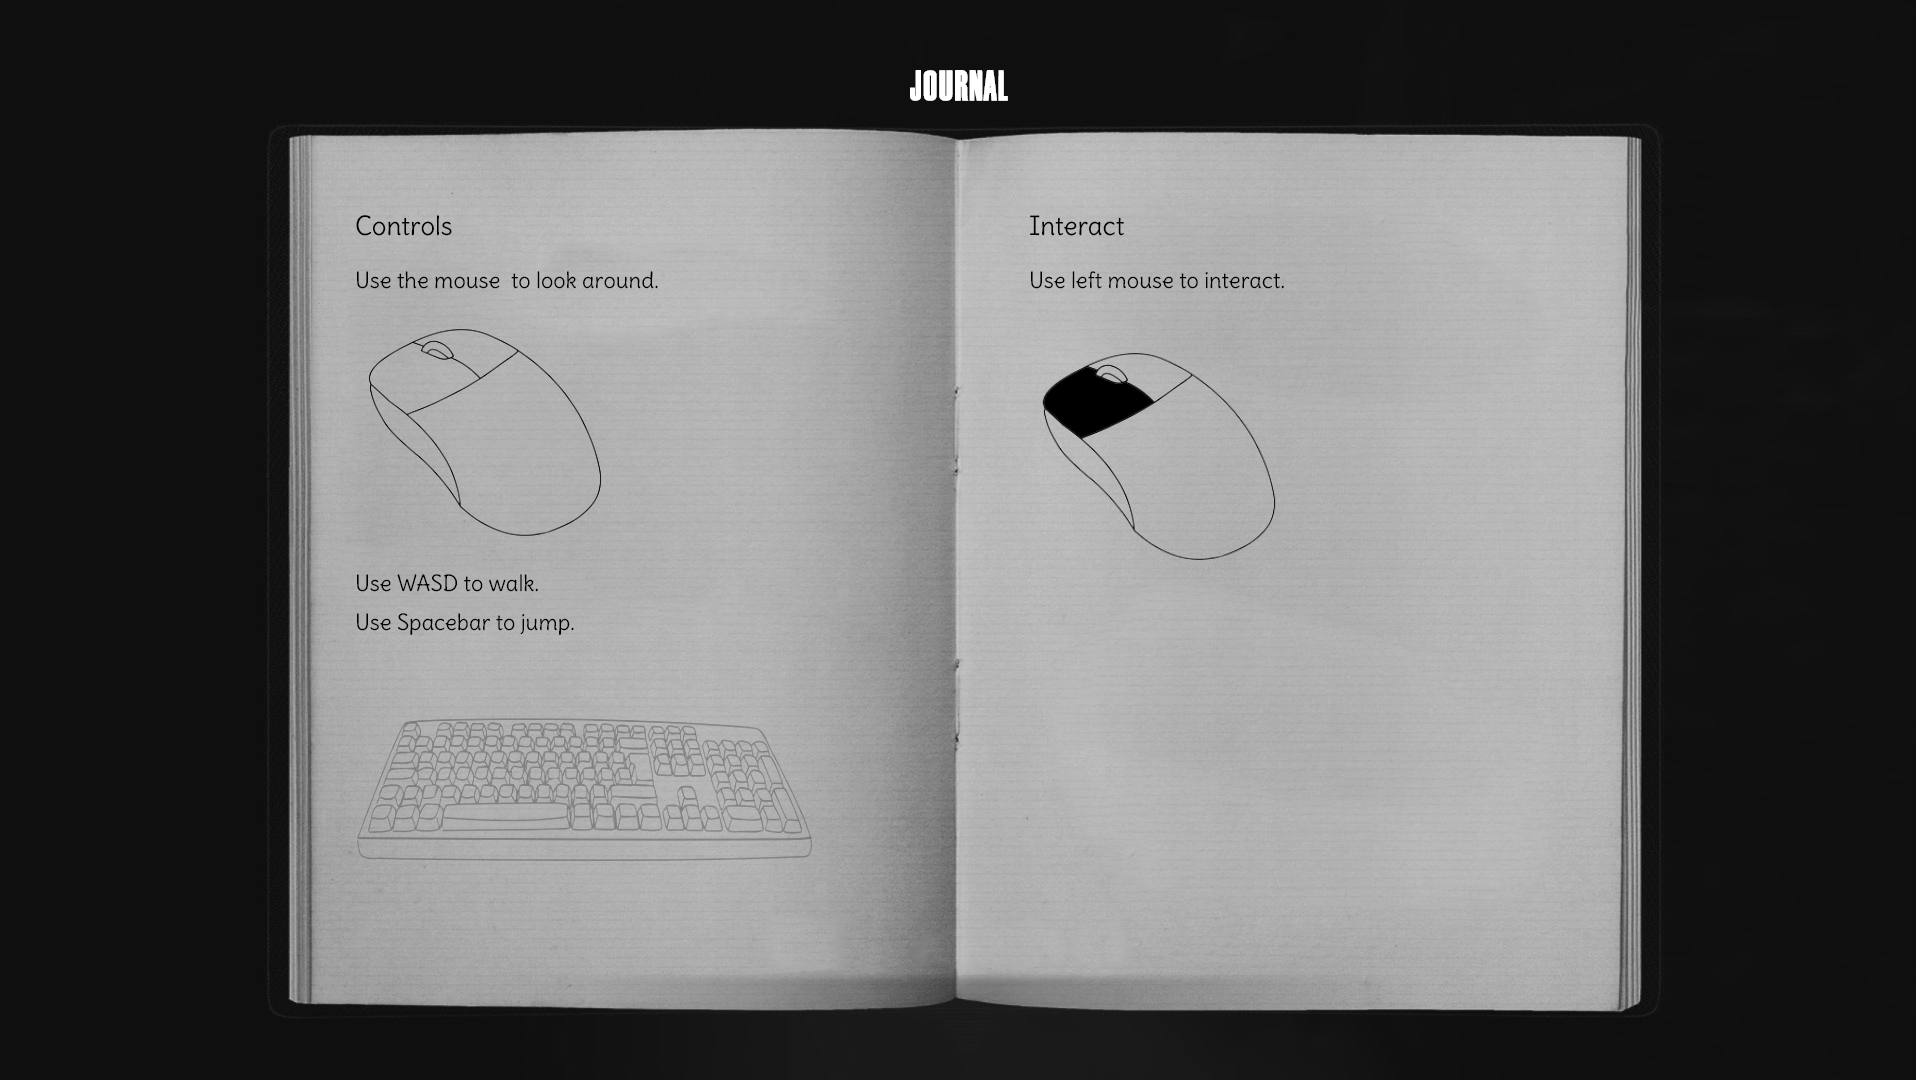 JOURNAL
Controls
Use the mouse  to look around.
Use WASD to walk.
Use Spacebar to jump.
Interact
Use left mouse to interact.